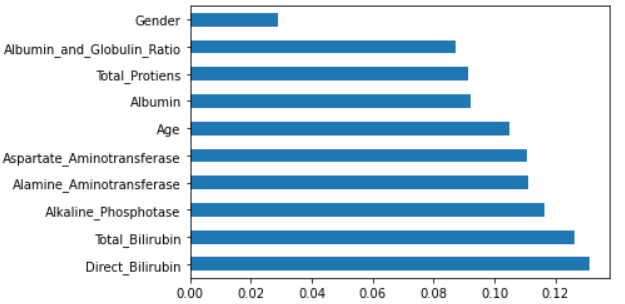 Gender
Albumin_and_Globulin_Ratio
Total_Protiens
Albumin
Age
Aspartate_Aminotransferase
Alamine_Aminotransferase
Alkaline_Phosphotase
Total_Bilirubin
Direct_Bilirubin
0.00 0.02 0.04 0.06 0.08 0.10 0.12